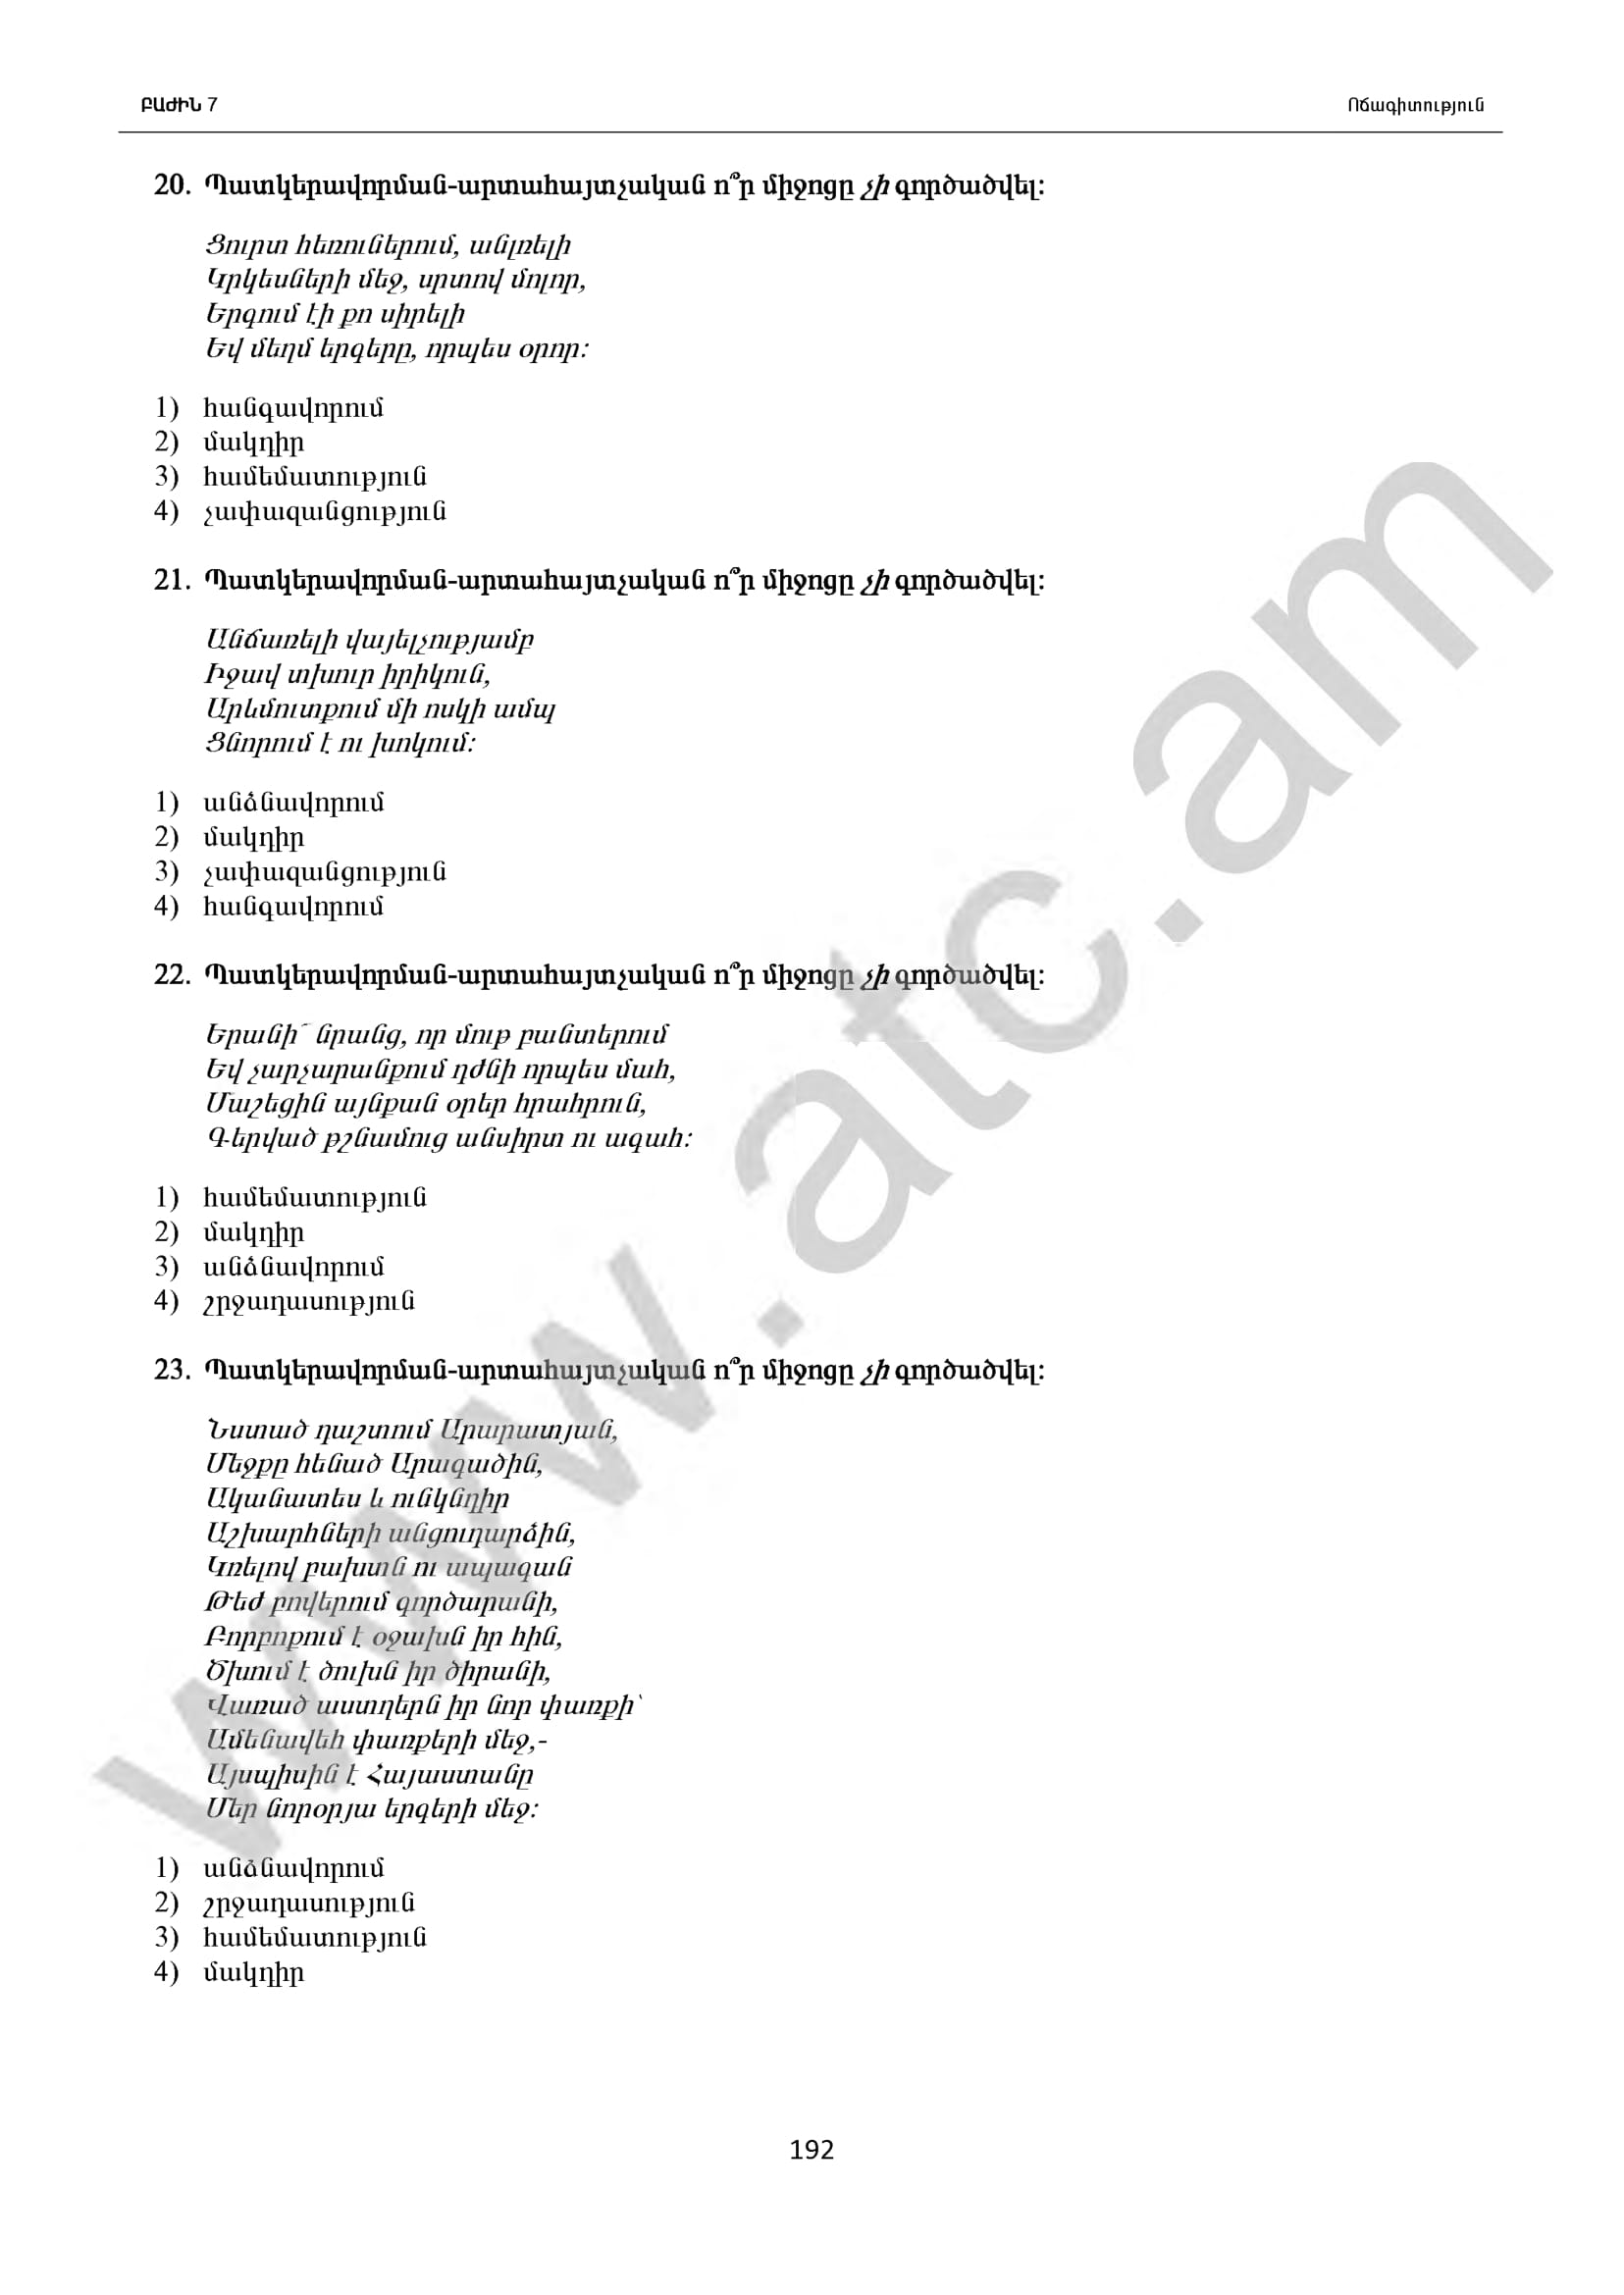 ԲԱԺԻՆ 7
Ոճագիտություն
20. Պատկերավորման-արտահայտչական ո՞ր միջոցը չի գործածվել:
Ցուրտ հեռուներում, անլռելի
Կրկեսների մեջ, սրտով մոլոր,
Երգում էի քո սիրելի
Եվ մեղմ երգերը, որպես օրոր:
1) հանգավորում
2) մակդիր
3) համեմատություն
4) չափազանցություն
21. Պատկերավորման-արտահայտչական ո՞ր միջոցը չի գործածվել:
Անճառելի վայելչությամբ
Իջավ տխուր իրիկուն,
Արևմուտքում մի ոսկի ամպ
Ցնորում է ու խոկում:
1) անձնավորում
2) մակդիր
3) չափազանցություն
4) հանգավորում
22. Պատկերավորման-արտահայտչական ո՞ր միջոցը չի գործածվել:
Երանի՜ նրանց, որ մութ բանտերում
Եվ չարչարանքում դժնի որպես մահ,
Մաշեցին այնքան օրեր հրահրուն,
Գերված թշնամուց անսիրտ ու ագահ:
1) համեմատություն
2) մակդիր
3) անձնավորում
4) շրջադասություն
23. Պատկերավորման-արտահայտչական ո՞ր միջոցը չի գործածվել:
Նստած դաշտում Արարատյան,
Մեջքը հենած Արագածին,
Ականատես և ունկնդիր
Աշխարհների անցուդարձին,
Կռելով բախտն ու ապագան
Թեժ բովերում գործարանի,
Բորբոքում է օջախն իր հին,
Ծխում է ծուխն իր ծիրանի,
Վառած աստղերն իր նոր փառքի՝
Ամենավեհ փառքերի մեջ,-
Այսպիսին է Հայաստանը
Մեր նորօրյա երգերի մեջ:
1) անձնավորում
2) շրջադասություն
3) համեմատություն
4) մակդիր
192
www.atc.am